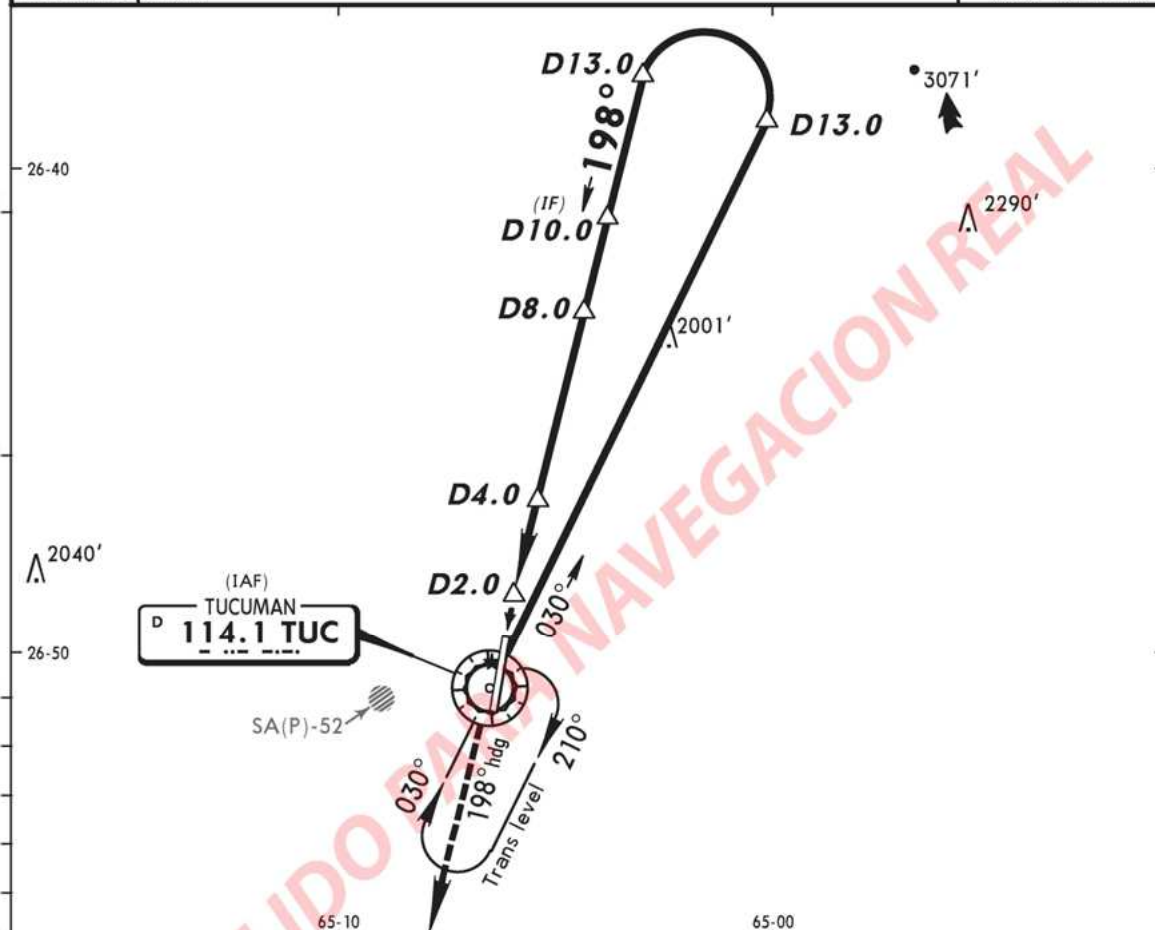 D13.0
3071'
D13.0
198°
26-40
(IF)
2290'
D10.0
D8.0
2001'
D4.0
2040'
D2.0
(IAF)
TUCUMAN
D 114.1 TUC
030°
26-50
SA(P)-52
210°
198° hdg
030°
Trans level
65-10
65-00
UDO PARA NAVEGACION REAL